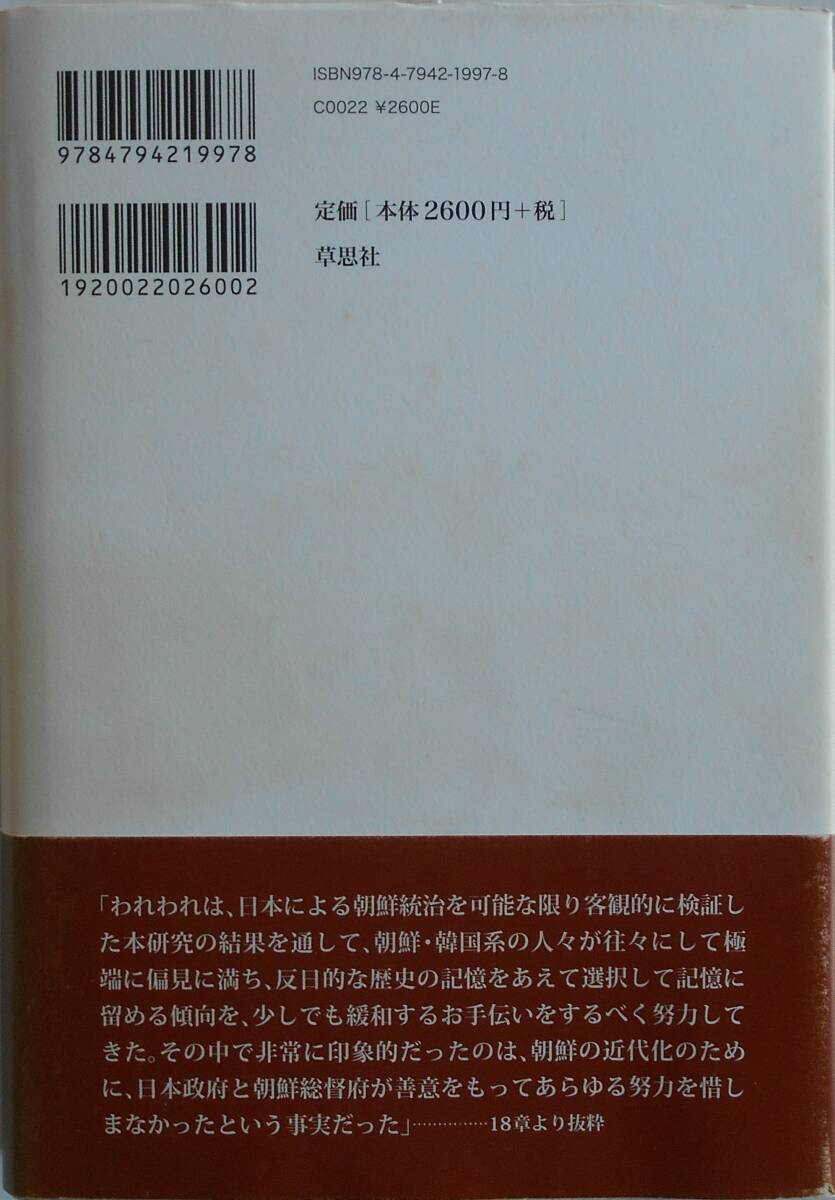 ISBN978-4-7942-1997-8
C0022 ¥2600E
9784794219978
定価[本体2600円+税]
草思社
1920022026002
「われわれは、日本による朝鮮統治を可能な限り客観的に検証し
た本研究の結果を通して、朝鮮・韓国系の人々が往々にして極
端に偏見に満ち、反日的な歴史の記憶をあえて選択して記憶に
留める傾向を、少しでも緩和するお手伝いをするべく努力して
きた。その中で非常に印象的だったのは、朝鮮の近代化のため
に、日本政府と朝鮮総督府が善意をもってあらゆる努力を惜し
まなかったという事実だった」……………18章より抜粋